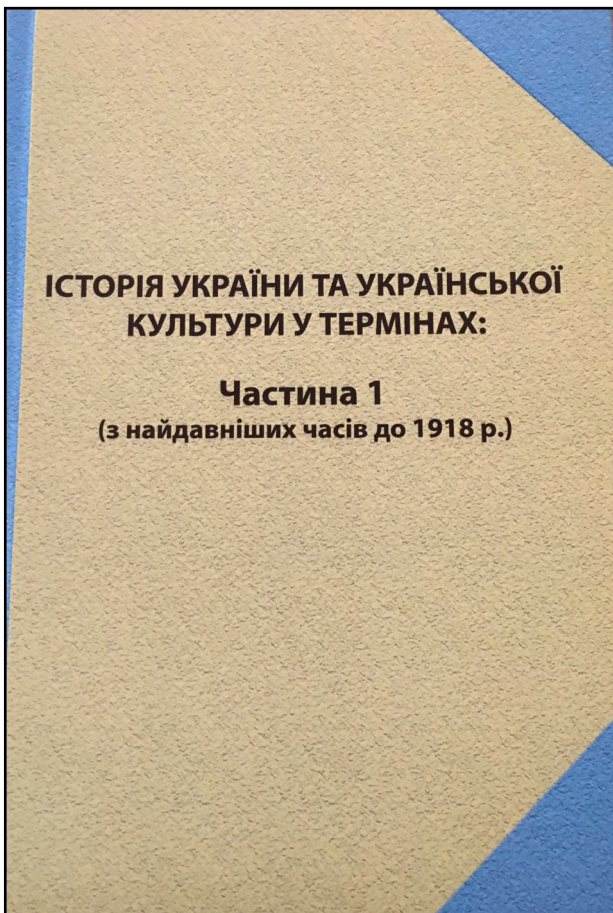 ІСТОРІЯ УКРАЇНИ ТА УКРАЇНСЬКОЇ
КУЛЬТУРИ У ТЕРМІНАХ:
Частина 1
(з найдавніших часів до 1918 р.)